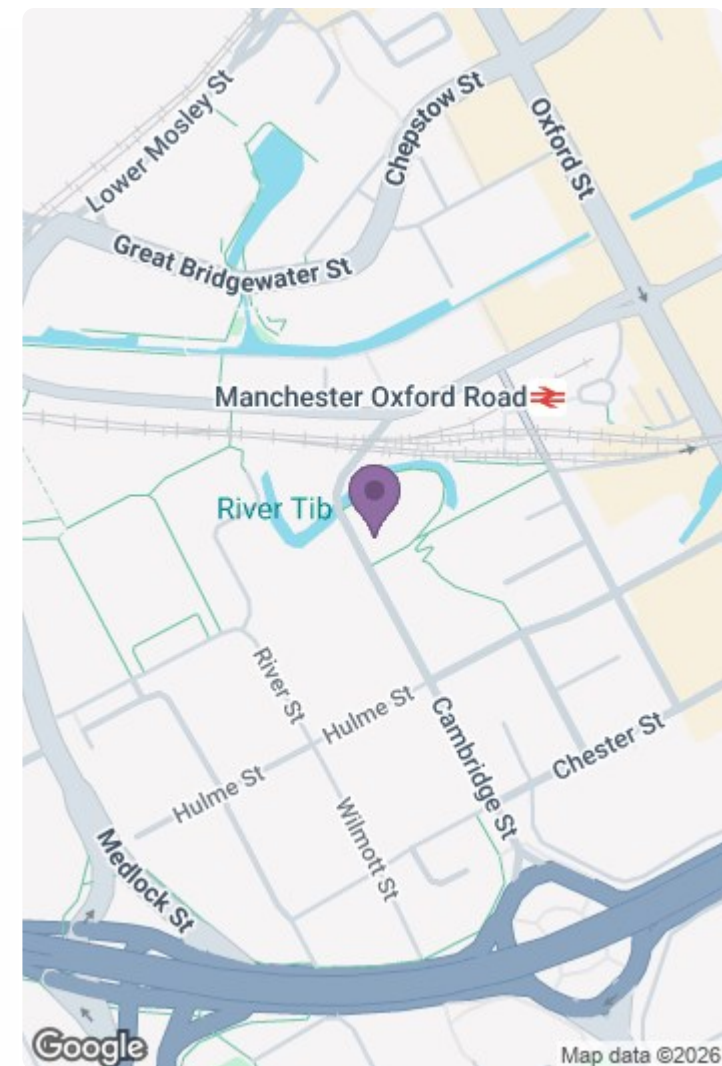 Lower Mosley St
Chepstow St
Oxford St
Great Bridgewater St
Manchester Oxford Road
River Tib
River St
Hulme St
Cambridge St
Chester St
Hulme St
Wilmott St
Medlock St
Google
Map data ©2026